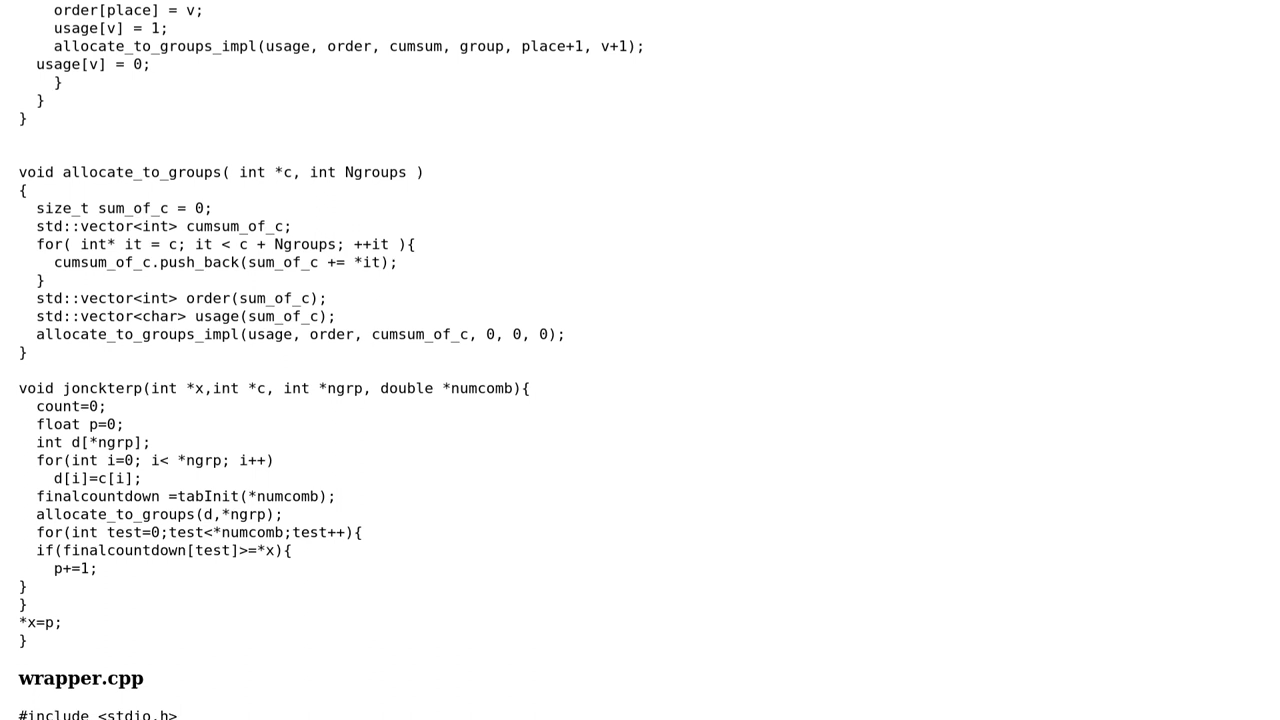 order[place] = v;
usage[v] = 1;
allocate_to_groups_impl(usage, order, cumsum, group, place+1, v+1);
usage[v] = 0;
}
}
}
void allocate_to_groups( int *c, int Ngroups )
{
size_t sum_of_c = 0;
std::vector<int> cumsum_of_c;
for( int* it = c; it < c + Ngroups; ++it ){
cumsum_of_c.push_back(sum_of_c += *it);
}
std::vector<int> order(sum_of_c);
std::vector<char> usage(sum_of_c);
allocate_to_groups_impl(usage, order, cumsum_of_c, 0, 0, 0);
}
void jonckterp(int *x,int *c, int *ngrp, double *numcomb){
count=0;
float p=0;
int d[*ngrp];
for(int i=0; i< *ngrp; i++)
d[i]=c[i];
finalcountdown =tabInit(*numcomb);
allocate_to_groups(d,*ngrp);
for(int test=0;test<*numcomb;test++){
if(finalcountdown[test]>=*x){
p+=1;
}
}
*x=p;
}
wrapper.cpp
#include <stdio.h>